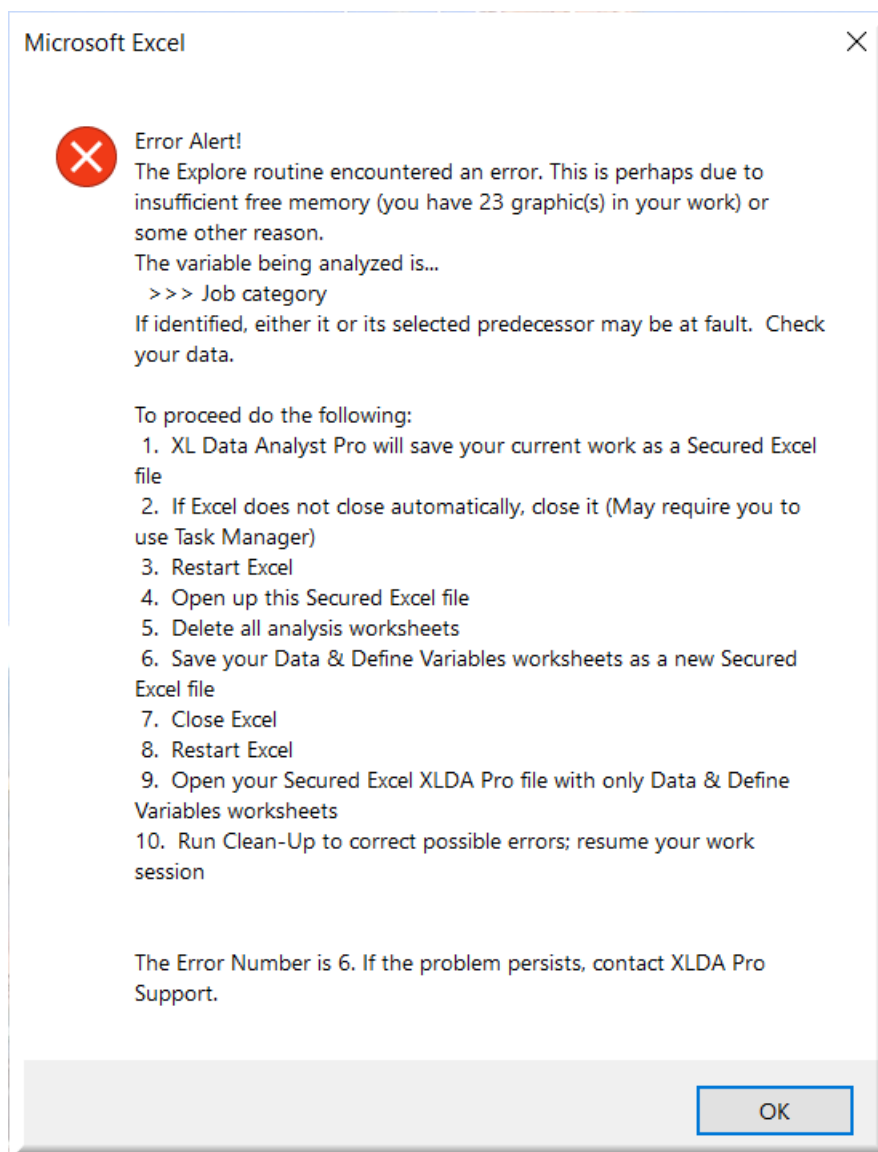 Microsoft Excel
Error Alert!
The Explore routine encountered an error. This is perhaps due to
insufficient free memory (you have 23 graphic(s) in your work) or
some other reason.
The variable being analyzed is...
>>> Job category
If identified, either it or its selected predecessor may be at fault.  Check
your data.
To proceed do the following:
1.  XL Data Analyst Pro will save your current work as a Secured Excel
file
2.  If Excel does not close automatically, close it (May require you to
use Task Manager)
3.  Restart Excel
4.  Open up this Secured Excel file
5.  Delete all analysis worksheets
6.  Save your Data & Define Variables worksheets as a new Secured
Excel file
7.  Close Excel
8.  Restart Excel
9.  Open your Secured Excel XLDA Pro file with only Data & Define
Variables worksheets
10.  Run Clean-Up to correct possible errors; resume your work
session
The Error Number is 6. If the problem persists, contact XLDA Pro
Support.
OK